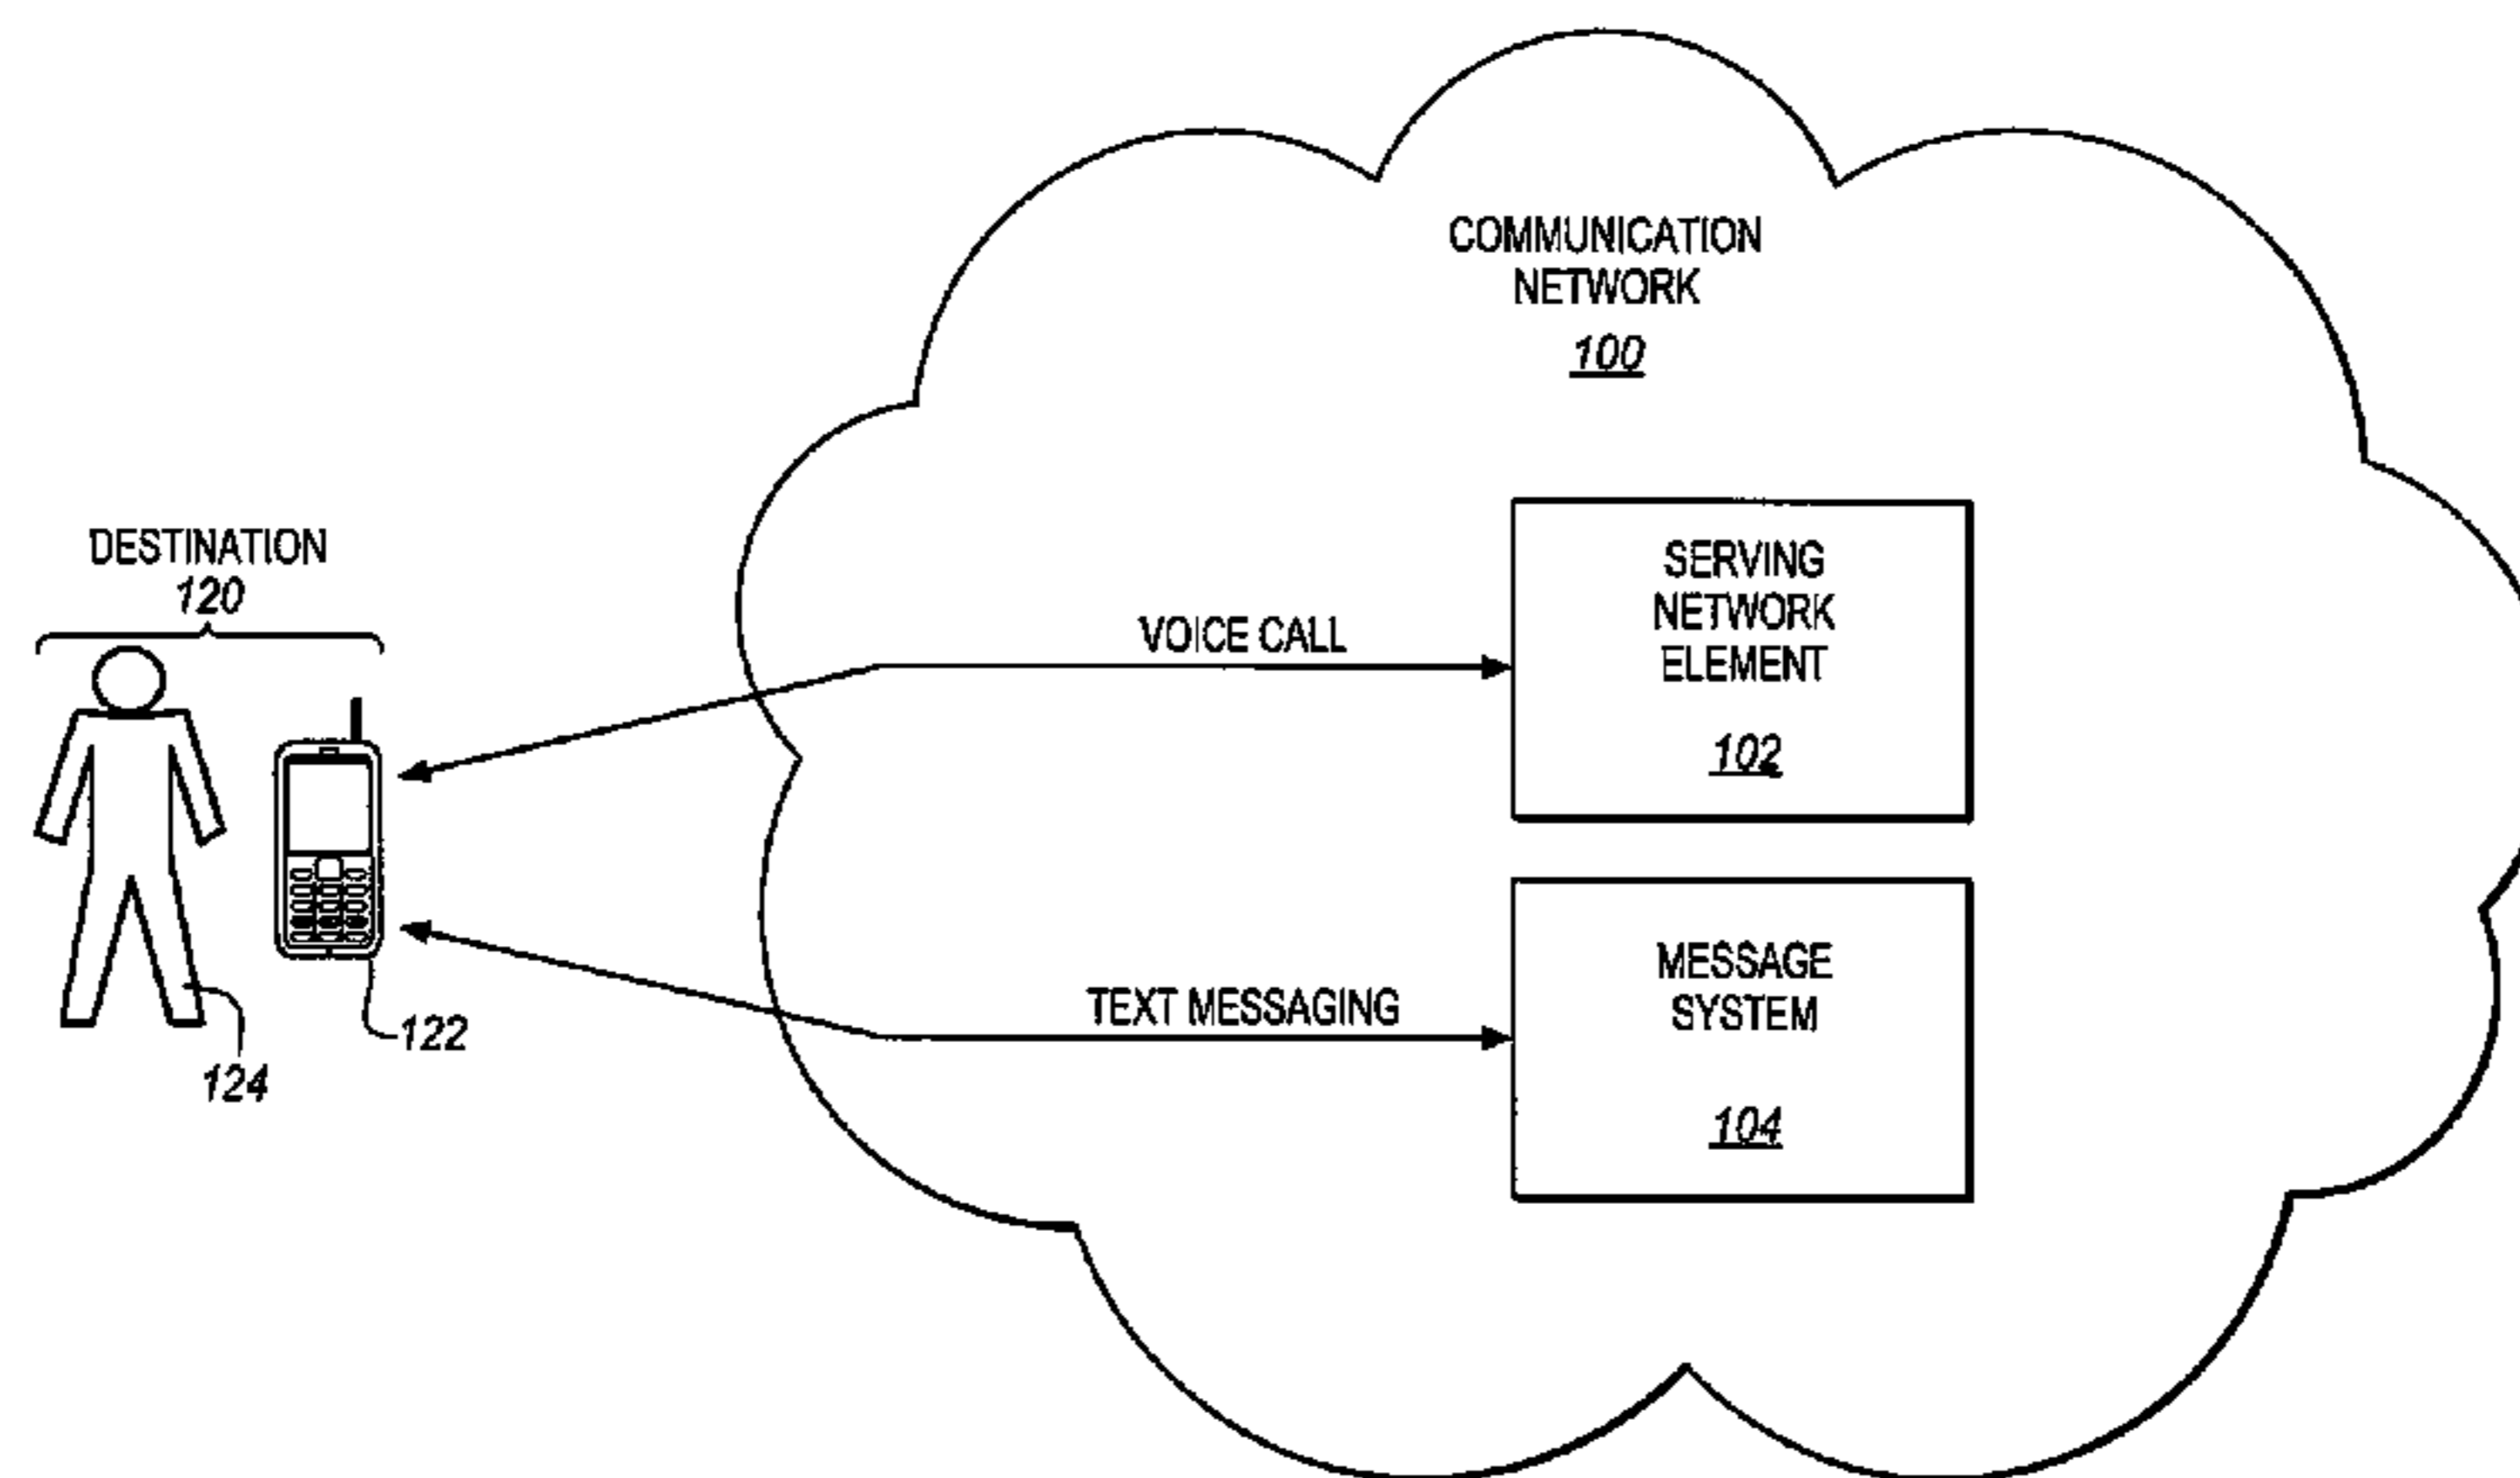 COMMUNICATION
NETWORK
100
DESTINATION
120
VOICE CALL
SERVING
NETWORK
ELEMENT
102
TEXT MESSAGING
MESSAGE
SYSTEM
104
122
124